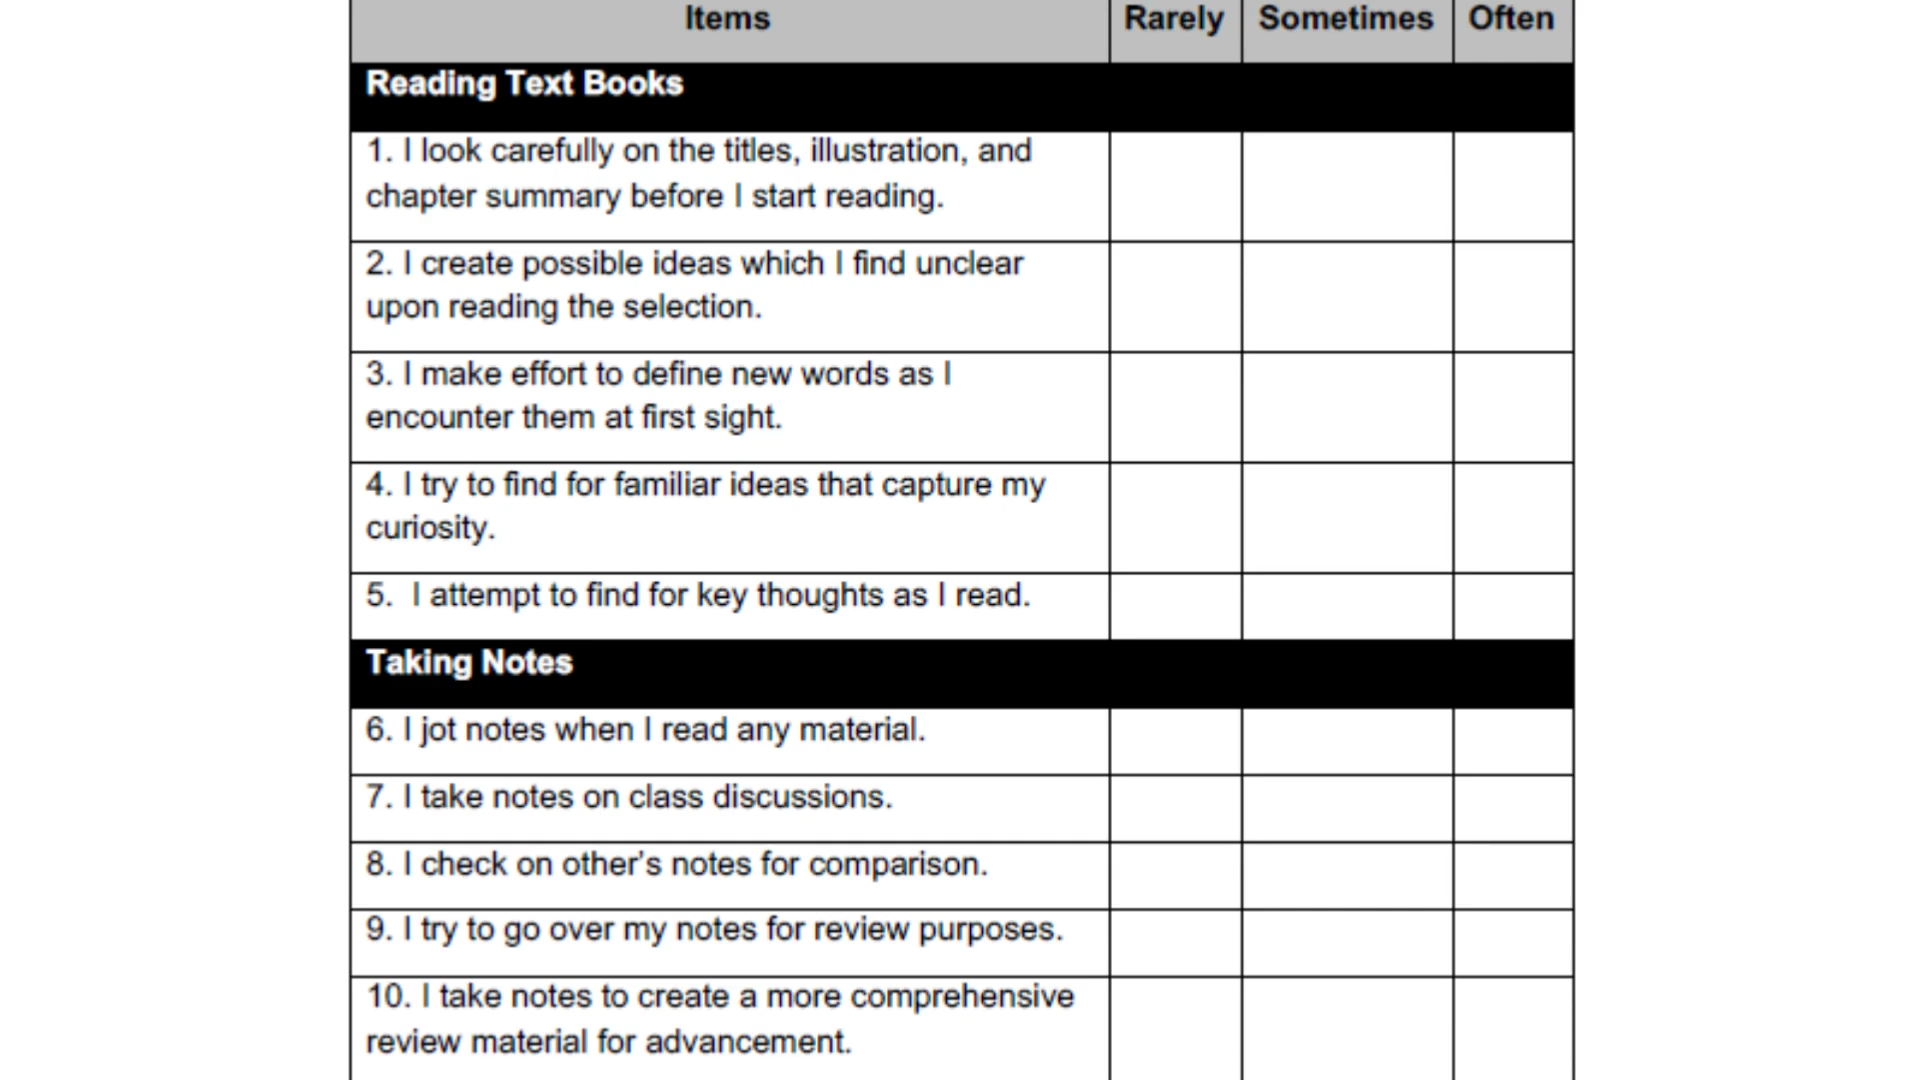 Items Rarely Sometimes Often
Reading Text Books
1. I look carefully on the titles, illustration, and
chapter summary before I start reading.
2. I create possible ideas which I find unclear
upon reading the selection.
3. I make effort to define new words as I
encounter them at first sight.
4. I try to find for familiar ideas that capture my
curiosity.
5.  I attempt to find for key thoughts as I read.
Taking Notes
6. I jot notes when I read any material.
7. I take notes on class discussions.
8. I check on other's notes for comparison.
9. I try to go over my notes for review purposes.
10. I take notes to create a more comprehensive
review material for advancement.